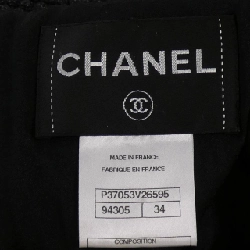 CHANEL
MADE IN FRANCE
FABRIQUE EN FRANCE
P37053V26595
94305 34
COMPOSITION